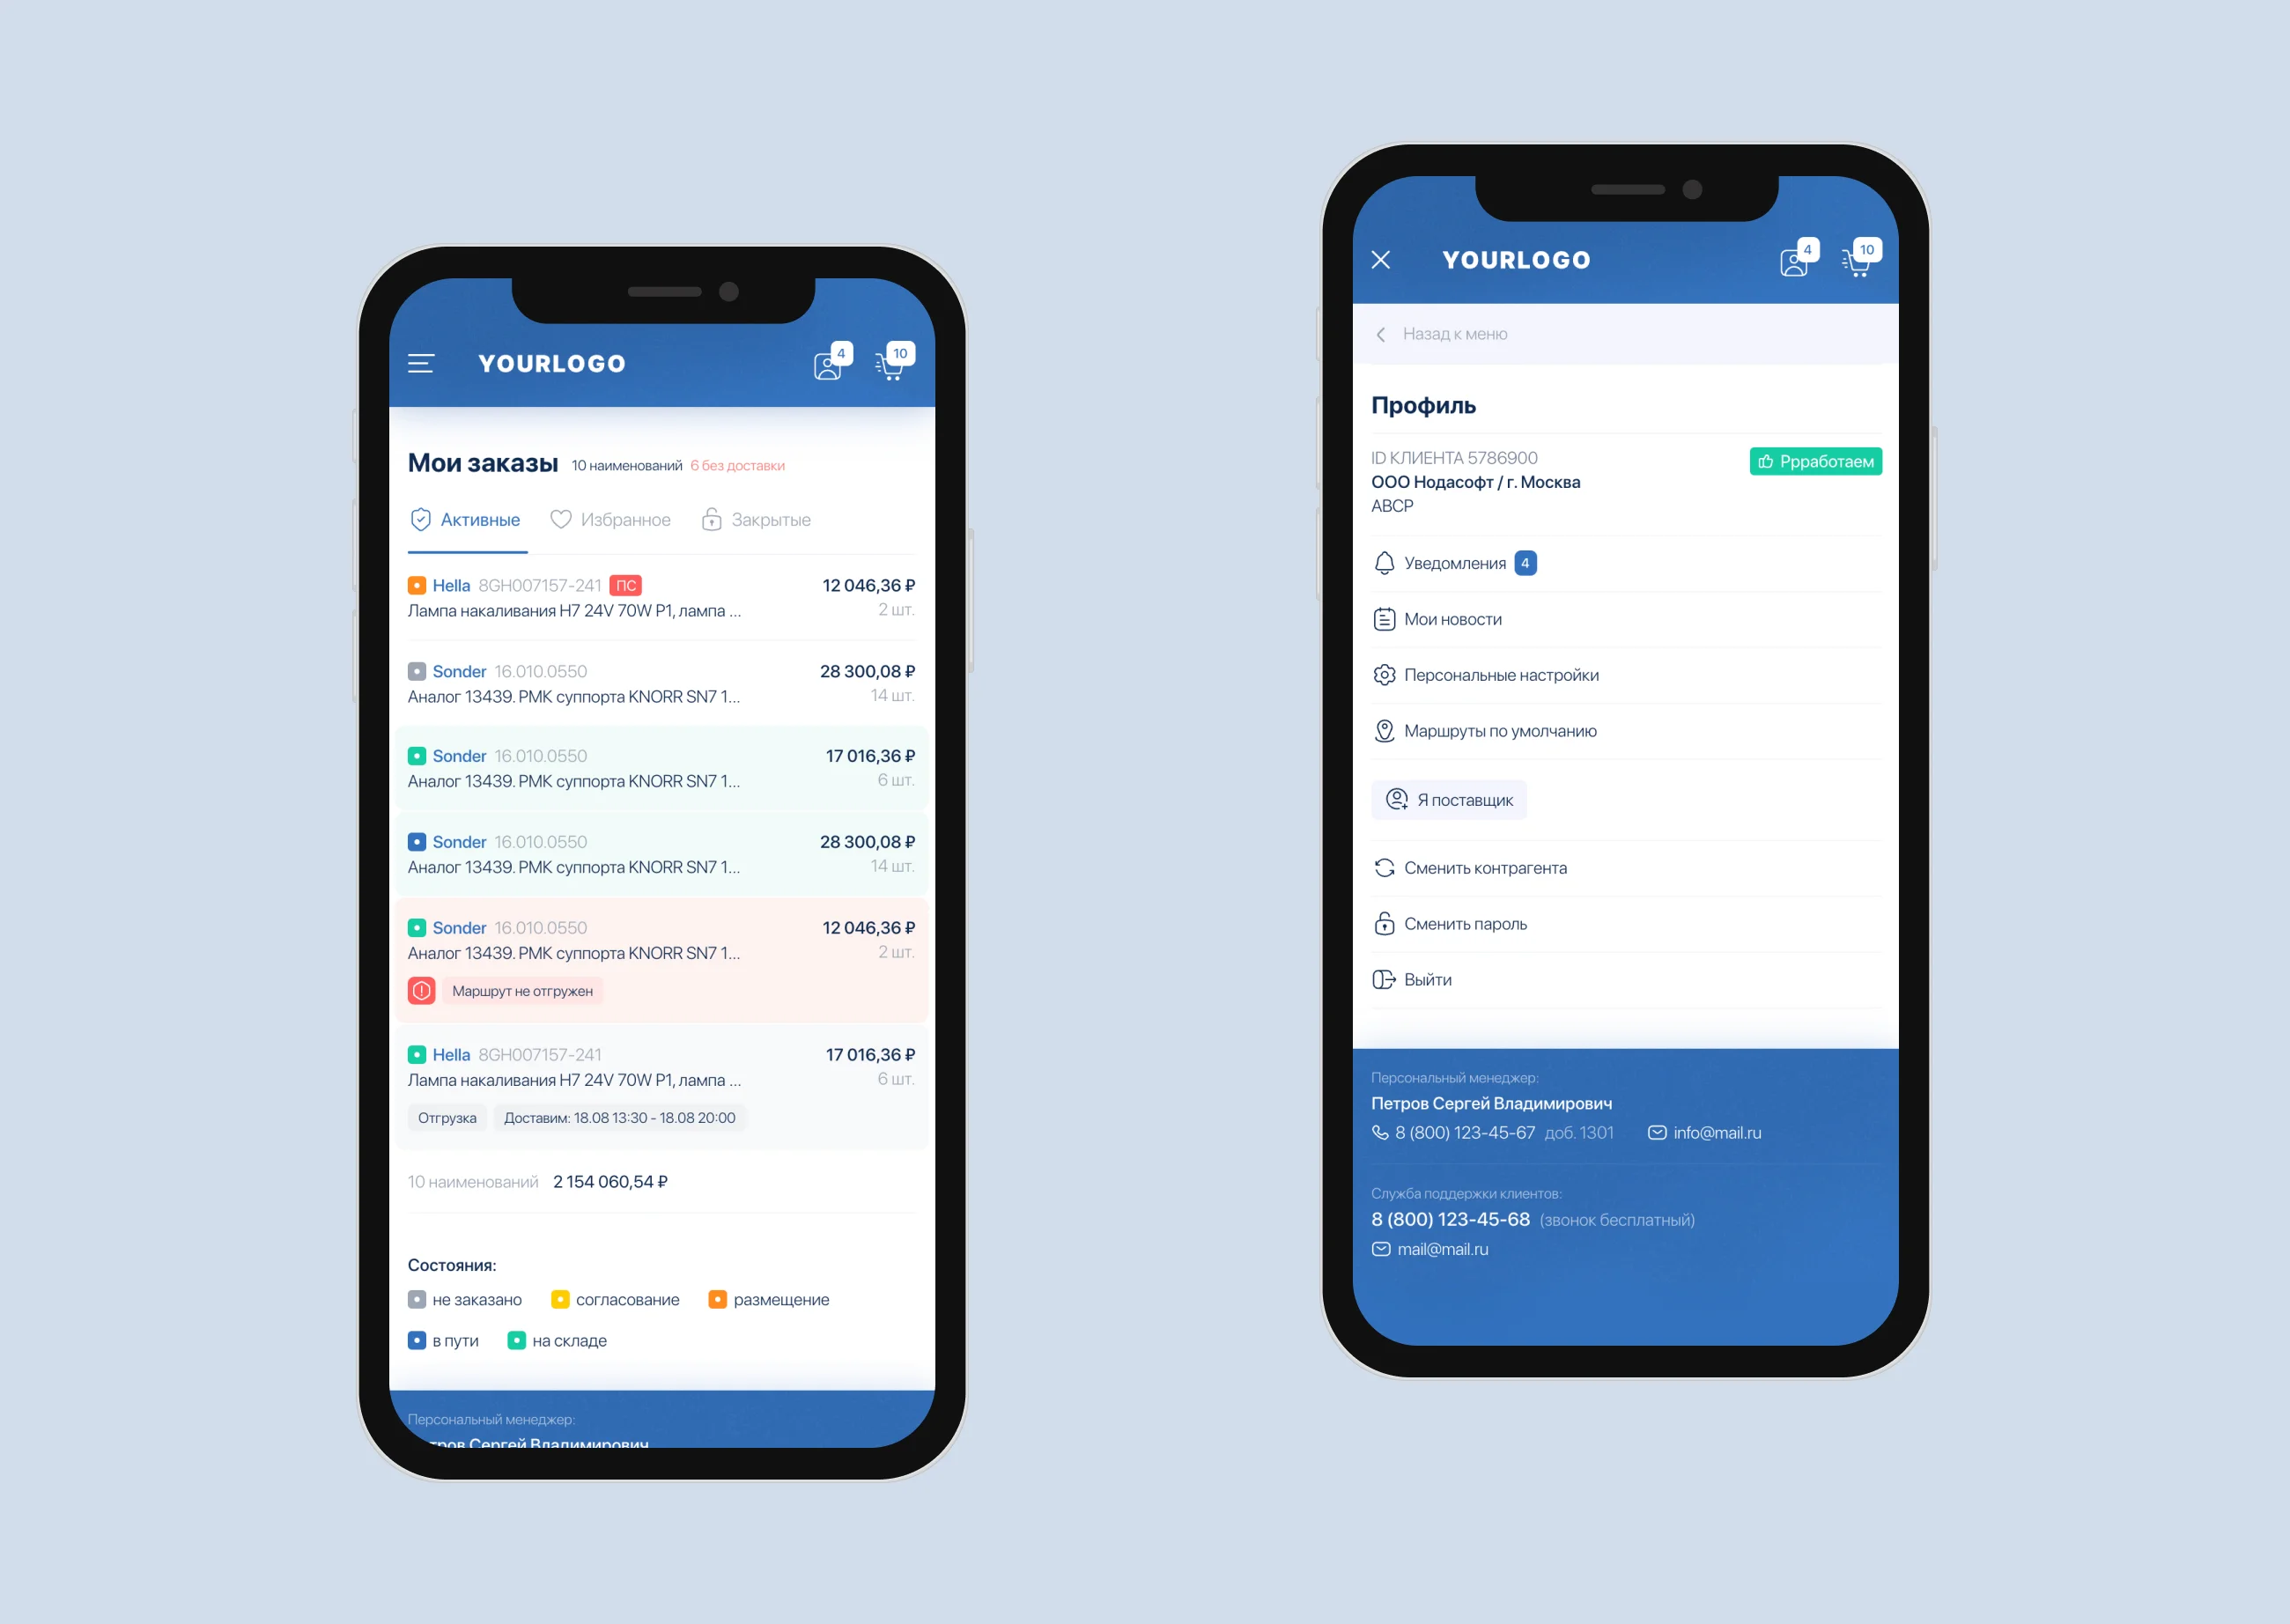 YOURLOGO
4
10
Мои заказы 10 наименований 6 без доставки
Активные Избранное Закрытые
Hella 8GH007157-241 ПС 12 046,36 ₽
Лампа накаливания H7 24V 70W P1, лампа ... 2 шт.
Sonder 16.010.0550 28 300,08 ₽
Аналог 13439. РМК суппорта KNORR SN7 1... 14 шт.
Sonder 16.010.0550 17 016,36 ₽
Аналог 13439. РМК суппорта KNORR SN7 1... 6 шт.
Sonder 16.010.0550 28 300,08 ₽
Аналог 13439. РМК суппорта KNORR SN7 1... 14 шт.
Sonder 16.010.0550 12 046,36 ₽
Аналог 13439. РМК суппорта KNORR SN7 1... 2 шт.
Маршрут не отгружен
Hella 8GH007157-241 17 016,36 ₽
Лампа накаливания H7 24V 70W P1, лампа ... 6 шт.
Отгрузка Доставим: 18.08 13:30 - 18.08 20:00
10 наименований 2 154 060,54 ₽
Состояния:
не заказано согласование размещение
в пути на складе
Персональный менеджер:
Петров Сергей Владимирович
YOURLOGO
4
10
Назад к меню
Профиль
ID КЛИЕНТА 5786900 Прработаем
ООО Нодасофт / г. Москва
АВСР
Уведомления 4
Мои новости
Персональные настройки
Маршруты по умолчанию
Я поставщик
Сменить контрагента
Сменить пароль
Выйти
Персональный менеджер:
Петров Сергей Владимирович
8 (800) 123-45-67 доб. 1301 info@mail.ru
Служба поддержки клиентов:
8 (800) 123-45-68 (звонок бесплатный)
mail@mail.ru